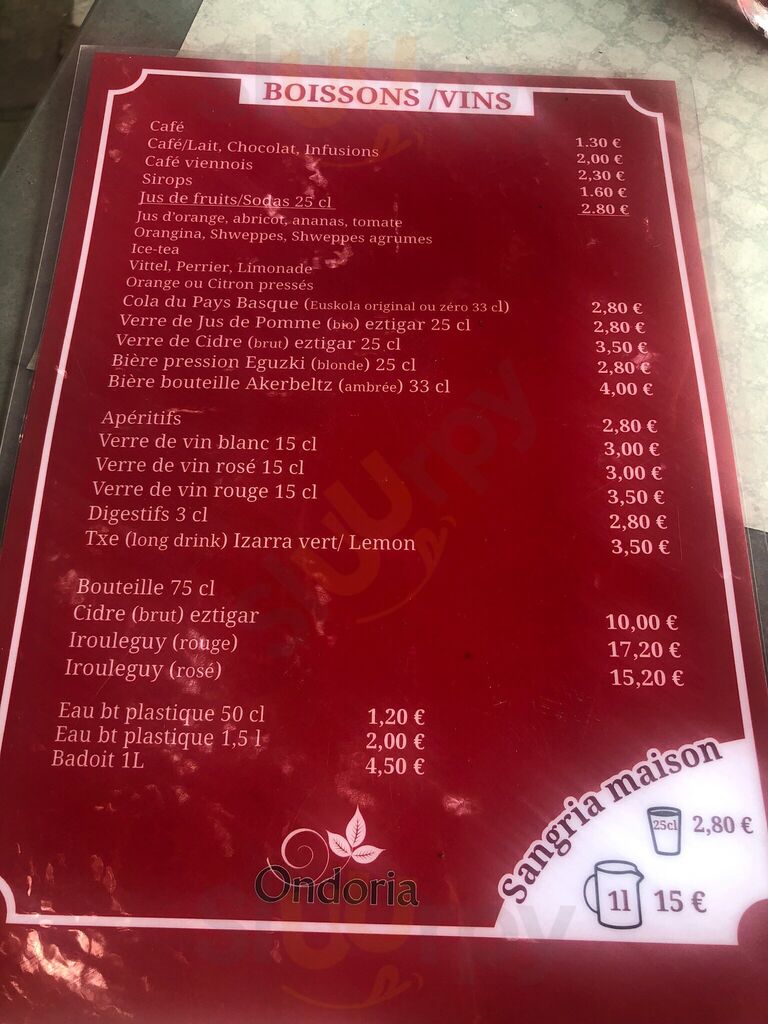 BOISSONS /VINS
Café 1.30 €
Café/Lait, Chocolat, Infusions 2,00 €
Café viennois 2,30 €
Sirops 1.60 €
Jus de fruits/Sodas 25 cl 2.80 €
Jus d'orange, abricot, ananas, tomate
Orangina, Shweppes, Shweppes agrumes
Ice-tea
Vittel, Perrier, Limonade
Orange ou Citron pressés
Cola du Pays Basque (Euskola original ou zéro 33 cl) 2,80 €
Verre de Jus de Pomme (bio) eztigar 25 cl 2,80 €
Verre de Cidre (brut) eztigar 25 cl 3,50 €
Bière pression Eguzki (blonde) 25 cl 2,80 €
Bière bouteille Akerbeltz (ambrée) 33 cl 4,00 €
Apéritifs 2,80 €
Verre de vin blanc 15 cl 3,00 €
Verre de vin rosé 15 cl 3,00 €
Verre de vin rouge 15 cl 3,50 €
Digestifs 3 cl 2,80 €
Txe (long drink) Izarra vert/ Lemon 3,50 €
Bouteille 75 cl
Cidre (brut) eztigar 10,00 €
Irouleguy (rouge) 17,20 €
Irouleguy (rosé) 15,20 €
Eau bt plastique 50 cl 1,20 €
Eau bt plastique 1,5 l 2,00 €
Badoit 1L 4,50 €
Sangria maison
25cl 2,80 €
1l 15 €
Ondoria
sluurpy
sluurpy
sluurpy